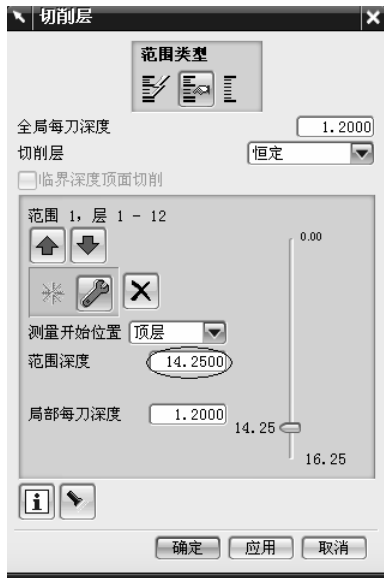 切削层
范围类型
全局每刀深度 1.2000
切削层 恒定
临界深度顶面切削
范围 1，层 1 - 12
0.00
测量开始位置 顶层
范围深度 14.2500
局部每刀深度 1.2000
14.25
16.25
确定 应用 取消